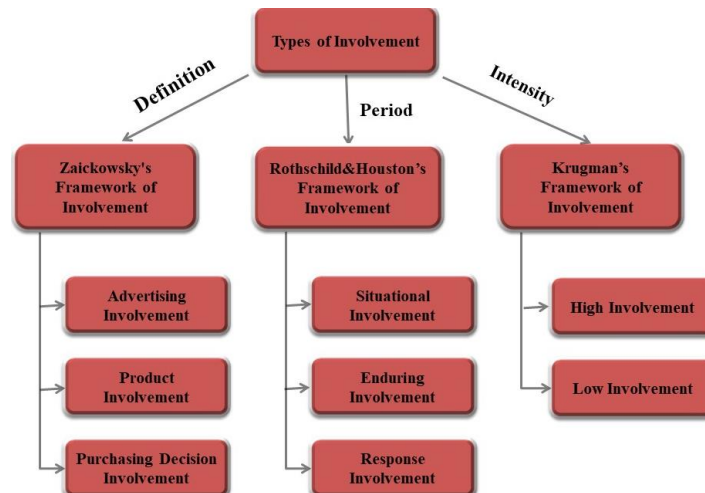 Types of Involvement
Definition
Period
Intensity
Zaickowsky's
Framework of
Involvement
Rothschild&Houston's
Framework of
Involvement
Krugman's
Framework of
Involvement
Advertising
Involvement
Product
Involvement
Purchasing Decision
Involvement
Situational
Involvement
Enduring
Involvement
Response
Involvement
High Involvement
Low Involvement